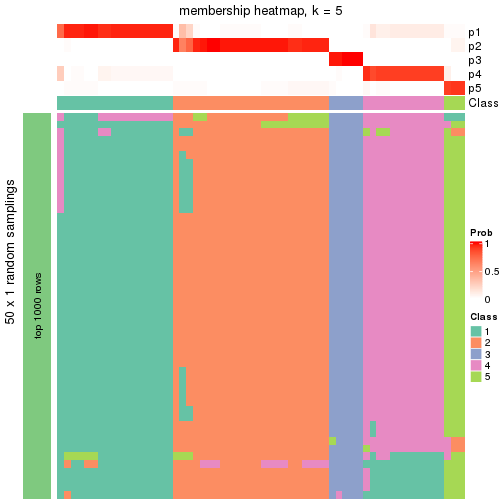 membership heatmap, k = 5
p1
p2
p3
p4
p5
Class
50 x 1 random samplings
top 1000 rows
Prob
1
0.5
0
Class
1
2
3
4
5